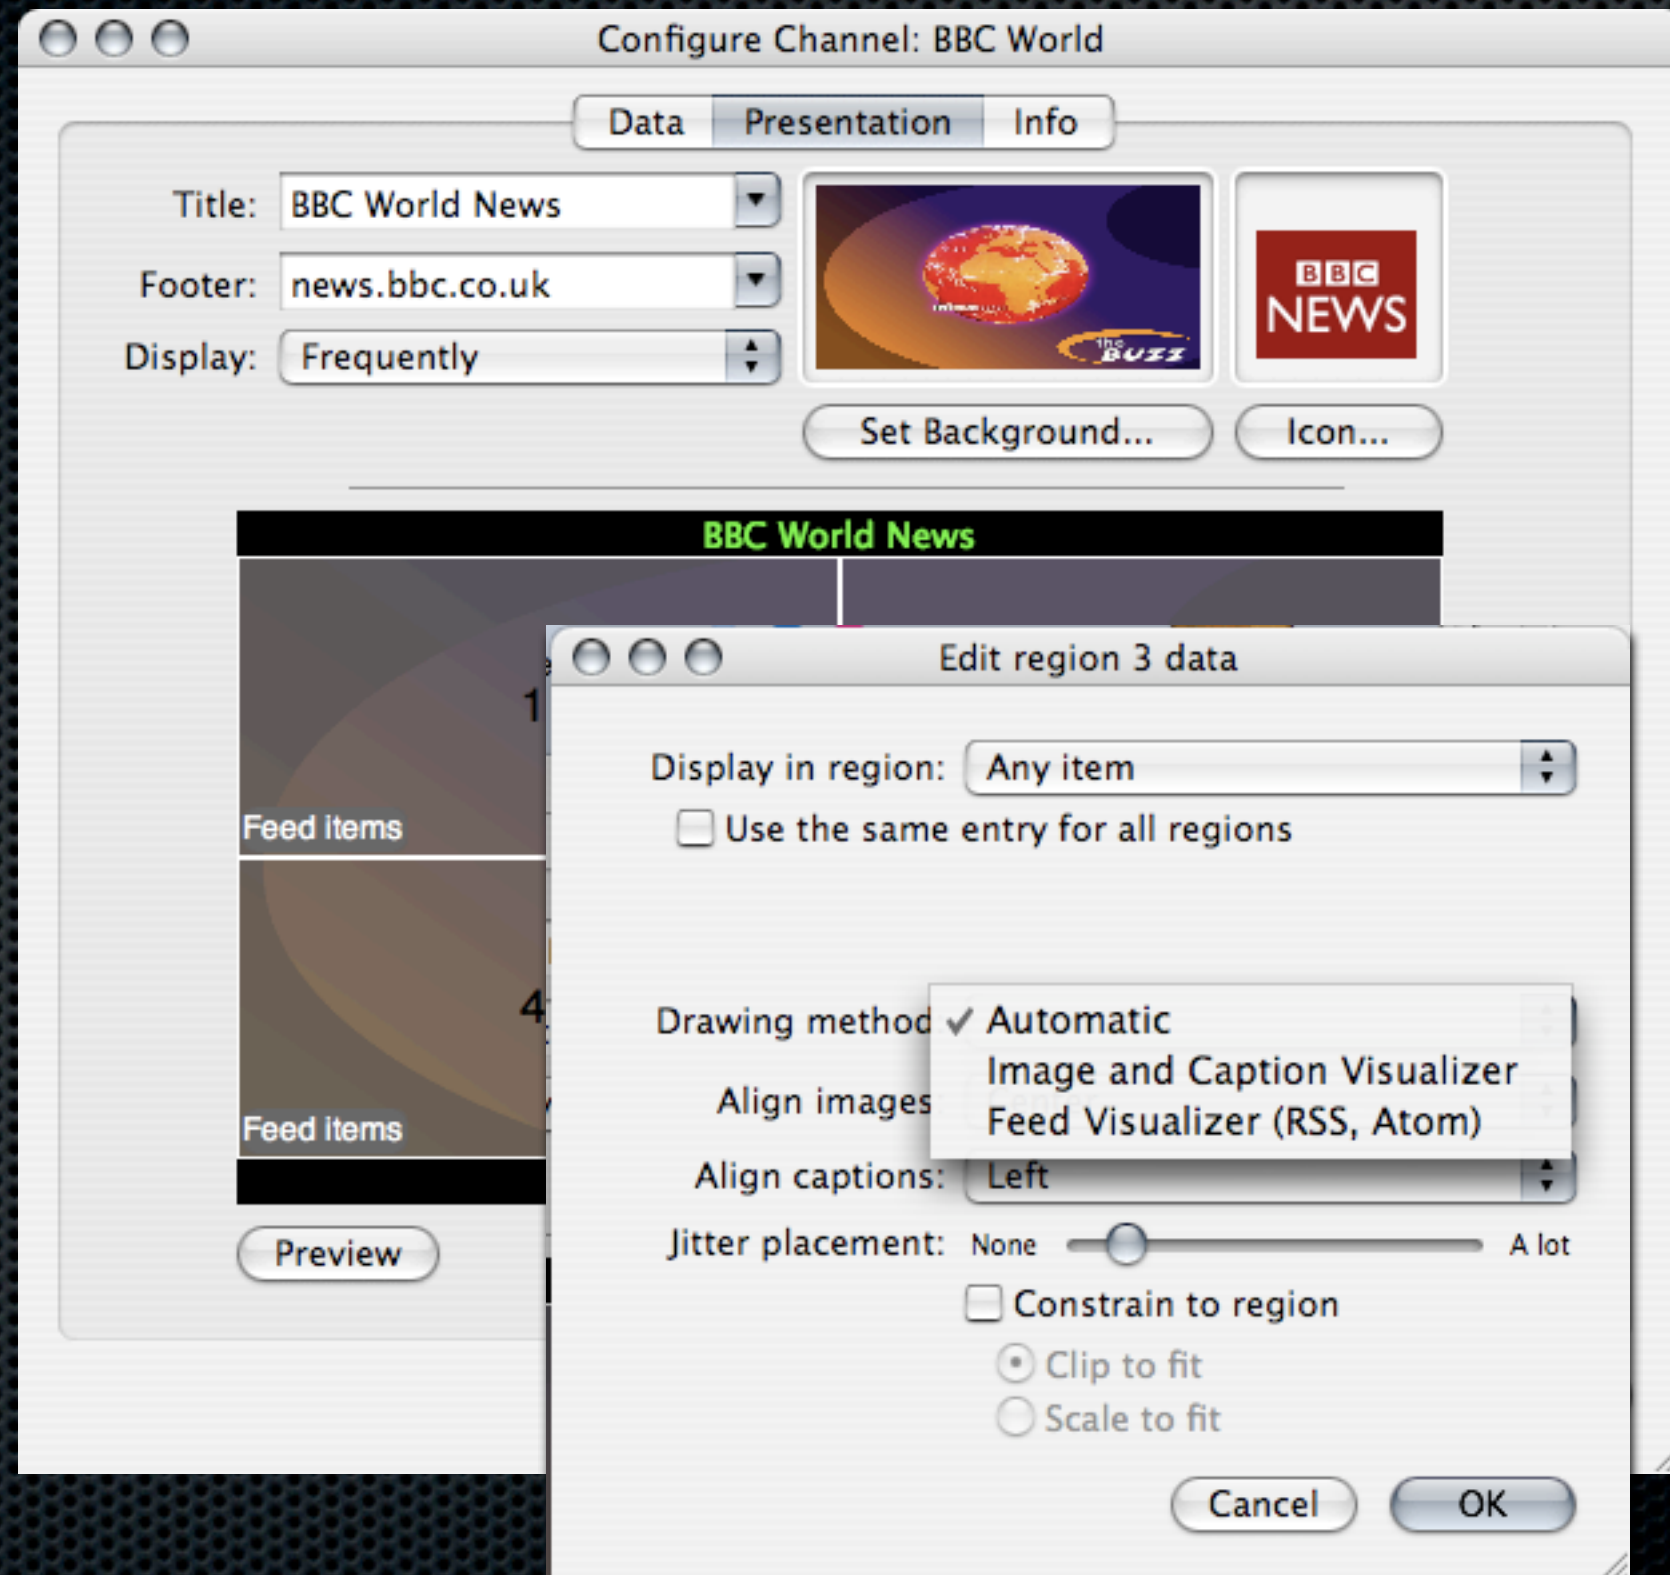 Configure Channel: BBC World
Data Presentation Info
Title: BBC World News
Footer: news.bbc.co.uk
Display: Frequently
the
BUZZ
BBC
NEWS
Set Background... Icon...
BBC World News
1
Feed items
4
Feed items
Preview
Edit region 3 data
Display in region: Any item
Use the same entry for all regions
Drawing method
✓ Automatic
Image and Caption Visualizer
Align images: Center
Feed Visualizer (RSS, Atom)
Align captions: Left
Jitter placement: None A lot
Constrain to region
Clip to fit
Scale to fit
Cancel OK